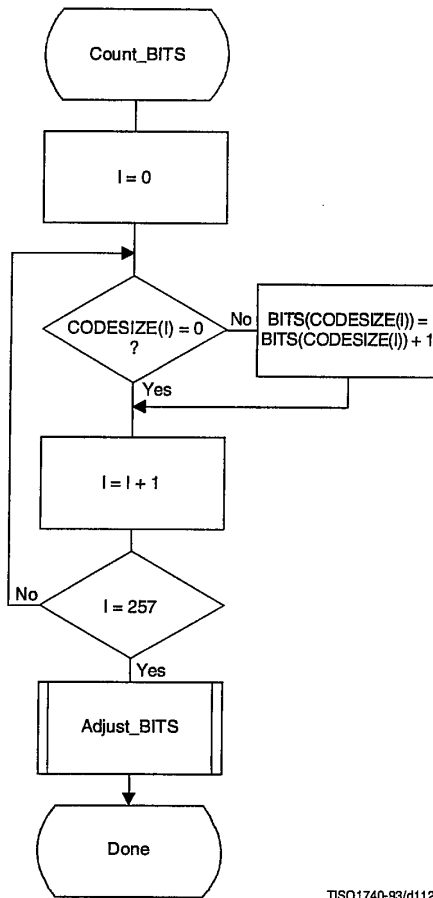 Count_BITS
I = 0
CODESIZE(I) = 0
?
No
BITS(CODESIZE(I)) =
BITS(CODESIZE(I)) + 1
Yes
I = I + 1
No
I = 257
Yes
Adjust_BITS
Done
TISO1740-93/d112